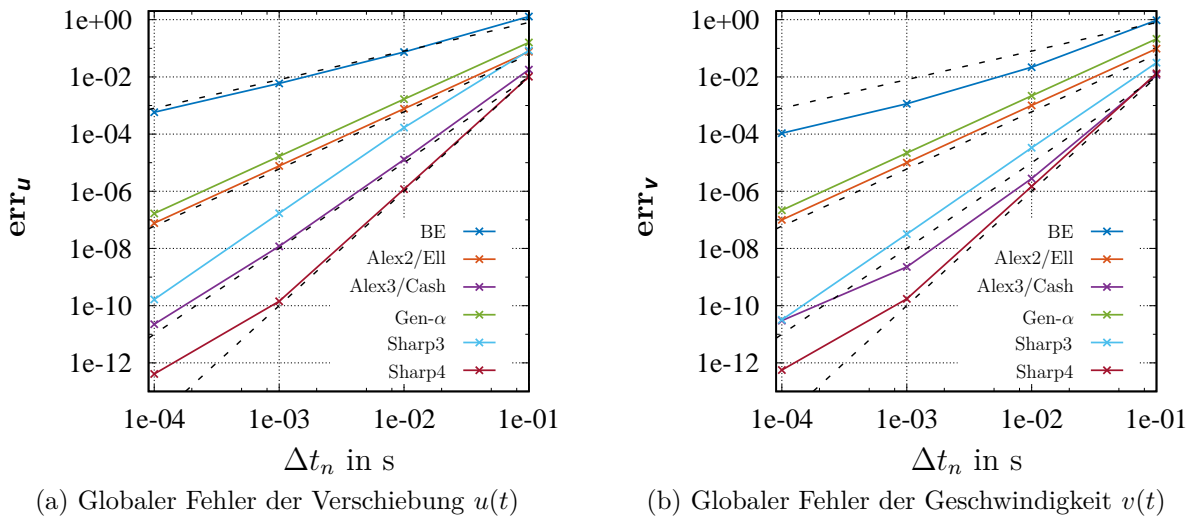 1e+00
1e-02
1e-04
1e-06
1e-08
1e-10
1e-12
err_u
BE
Alex2/Ell
Alex3/Cash
Gen-α
Sharp3
Sharp4
1e-04 1e-03 1e-02 1e-01
Δt_n in s
(a) Globaler Fehler der Verschiebung u(t)
1e+00
1e-02
1e-04
1e-06
1e-08
1e-10
1e-12
err_v
BE
Alex2/Ell
Alex3/Cash
Gen-α
Sharp3
Sharp4
1e-04 1e-03 1e-02 1e-01
Δt_n in s
(b) Globaler Fehler der Geschwindigkeit v(t)